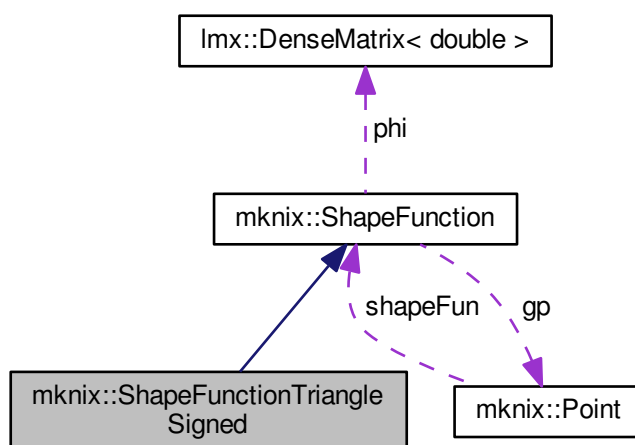 lmx::DenseMatrix< double >
phi
mknix::ShapeFunction
shapeFun
gp
mknix::ShapeFunctionTriangle
Signed
mknix::Point